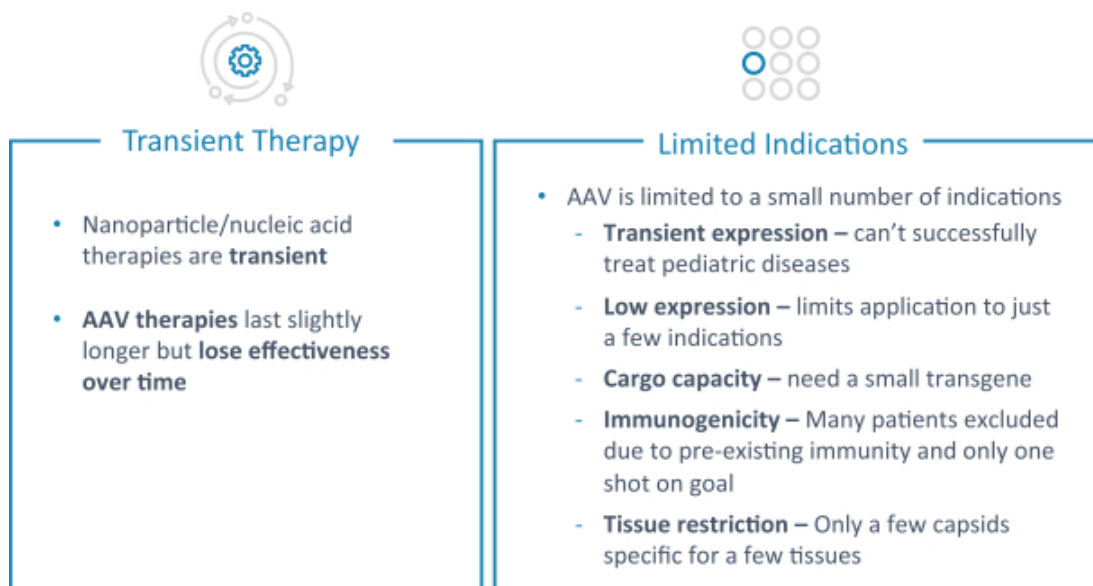 Transient Therapy
• Nanoparticle/nucleic acid
therapies are transient
• AAV therapies last slightly
longer but lose effectiveness
over time
Limited Indications
• AAV is limited to a small number of indications
- Transient expression – can't successfully
treat pediatric diseases
- Low expression – limits application to just
a few indications
- Cargo capacity – need a small transgene
- Immunogenicity – Many patients excluded
due to pre-existing immunity and only one
shot on goal
- Tissue restriction – Only a few capsids
specific for a few tissues